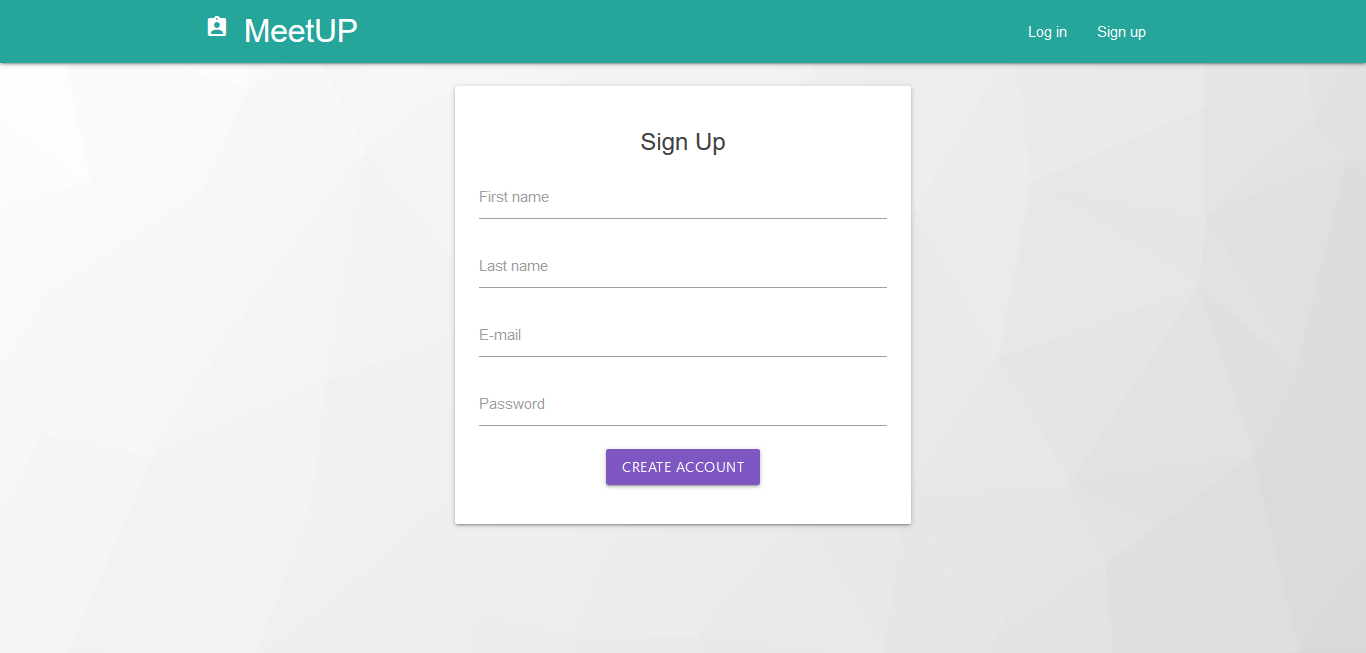 MeetUP
Log in
Sign up
Sign Up
First name
Last name
E-mail
Password
CREATE ACCOUNT